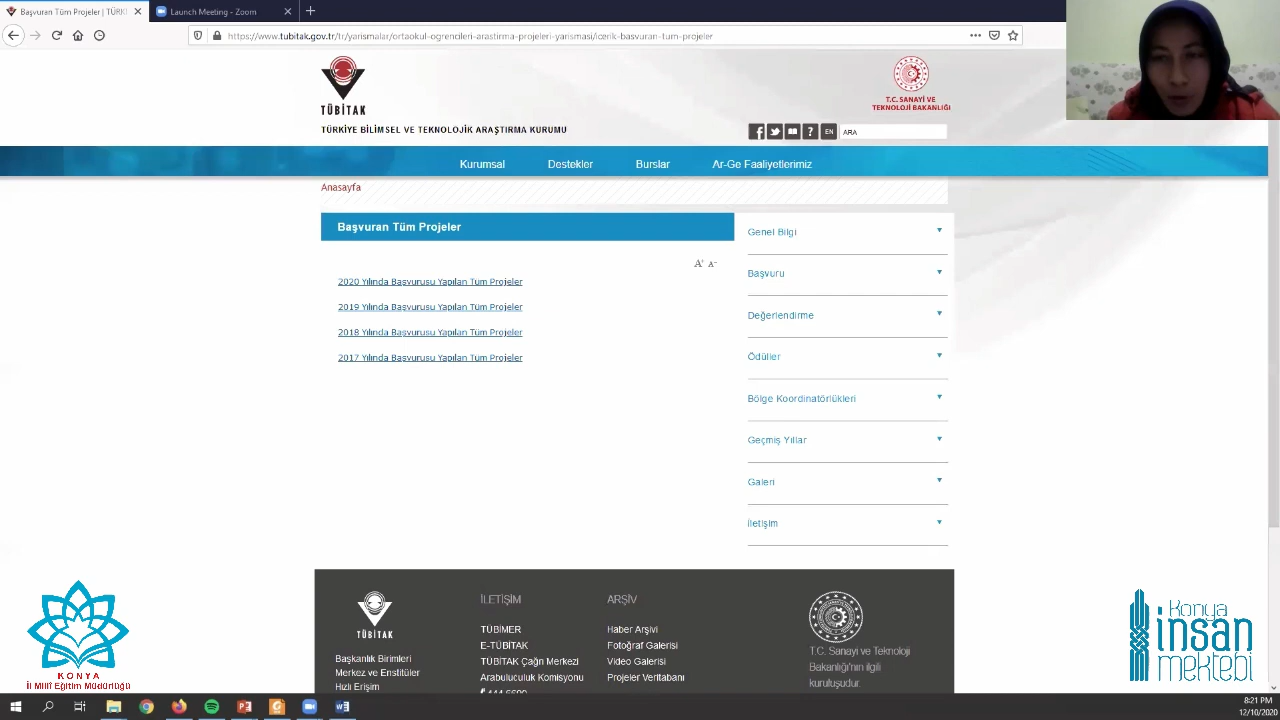 Başvuran Tüm Projeler | TÜRKİ
Launch Meeting - Zoom
https://www.tubitak.gov.tr/tr/yarismalar/ortaokul-ogrencileri-arastirma-projeleri-yarismasi/icerik-basvuran-tum-projeler
TÜBİTAK
TÜRKİYE BİLİMSEL VE TEKNOLOJİK ARAŞTIRMA KURUMU
T.C. SANAYİ VE
TEKNOLOJİ BAKANLIĞI
EN
ARA
Kurumsal
Destekler
Burslar
Ar-Ge Faaliyetlerimiz
Anasayfa
Başvuran Tüm Projeler
A+ A-
2020 Yılında Başvurusu Yapılan Tüm Projeler
2019 Yılında Başvurusu Yapılan Tüm Projeler
2018 Yılında Başvurusu Yapılan Tüm Projeler
2017 Yılında Başvurusu Yapılan Tüm Projeler
Genel Bilgi
Başvuru
Değerlendirme
Ödüller
Bölge Koordinatörlükleri
Geçmiş Yıllar
Galeri
İletişim
TÜBİTAK
Başkanlık Birimleri
Merkez ve Enstitüler
Hızlı Erişim
İLETİŞİM
TÜBİMER
E-TÜBİTAK
TÜBİTAK Çağrı Merkezi
Arabuluculuk Komisyonu
444 6690
ARŞİV
Haber Arşivi
Fotoğraf Galerisi
Video Galerisi
Projeler Veritabanı
T.C. Sanayi ve Teknoloji
Bakanlığı'nın ilgili
kuruluşudur.
KONYA
İl Millî Eğitim Müdürlüğü
Konya
insan
mektebi
8:21 PM
12/10/2020